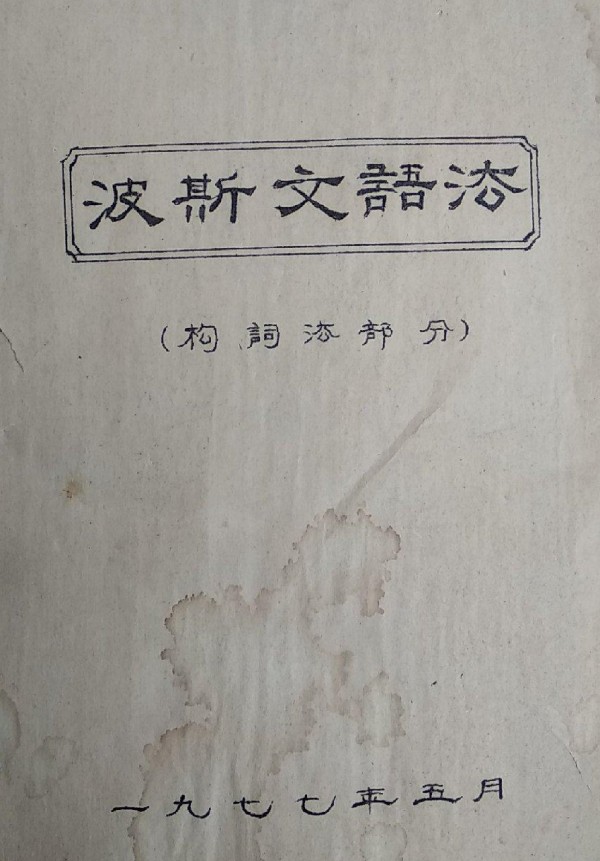 波斯文語法
（构詞法部分）
一九七七年五月